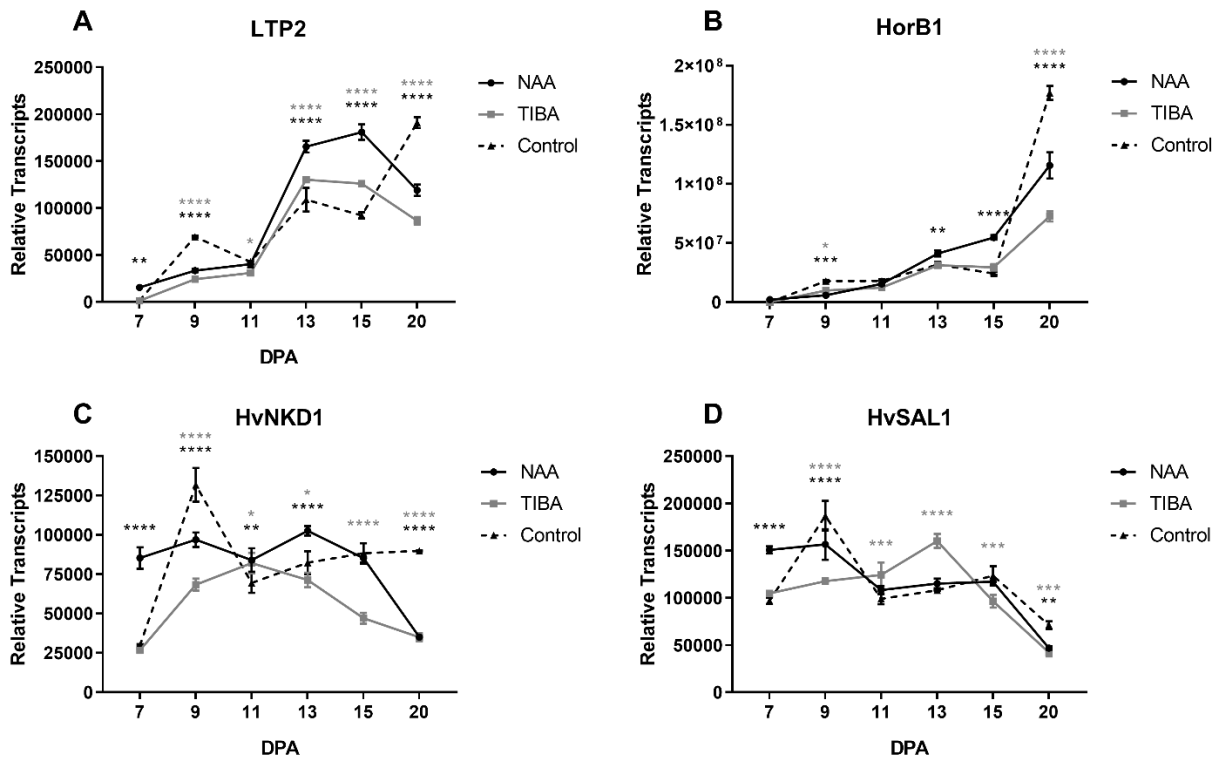 A
LTP2
Relative Transcripts
250000
200000
150000
100000
50000
0
**
****
****
*
****
****
****
****
****
****
7 9 11 13 15 20
DPA
NAA
TIBA
Control
B
HorB1
Relative Transcripts
2×10⁸
1.5×10⁸
1×10⁸
5×10⁷
0
*
***
**
****
****
****
7 9 11 13 15 20
DPA
NAA
TIBA
Control
C
HvNKD1
Relative Transcripts
150000
125000
100000
75000
50000
25000
0
****
****
****
*
**
*
****
****
****
****
7 9 11 13 15 20
DPA
NAA
TIBA
Control
D
HvSAL1
Relative Transcripts
250000
200000
150000
100000
50000
0
****
****
****
***
****
***
***
**
7 9 11 13 15 20
DPA
NAA
TIBA
Control